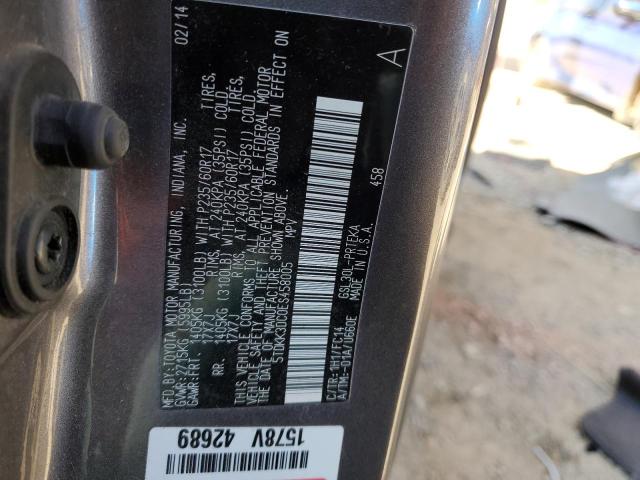 MFD.BY:TOYOTA MOTOR MANUFACTURING, INDIANA, INC. 02/14
GVWR:2715KG (5995LB)
GAWR:FRT. 1405KG (3100LB) WITH P235/60R17 TIRES,
17X7J RIMS, AT 240KPA (35PSI) COLD.
RR. 1405KG (3100LB) WITH P235/60R17 TIRES,
17X7J RIMS, AT 240KPA (35PSI) COLD.
THIS VEHICLE CONFORMS TO ALL APPLICABLE FEDERAL MOTOR
VEHICLE SAFETY AND THEFT PREVENTION STANDARDS IN EFFECT ON
THE DATE OF MANUFACTURE SHOWN ABOVE.
5TDKK3DC0ES458005 MPV
458
C/TR:1H1/FC14 GSL30L-PRTEKA
A/TM:-E11A/U660E MADE IN U.S.A.
A
1578V 42689